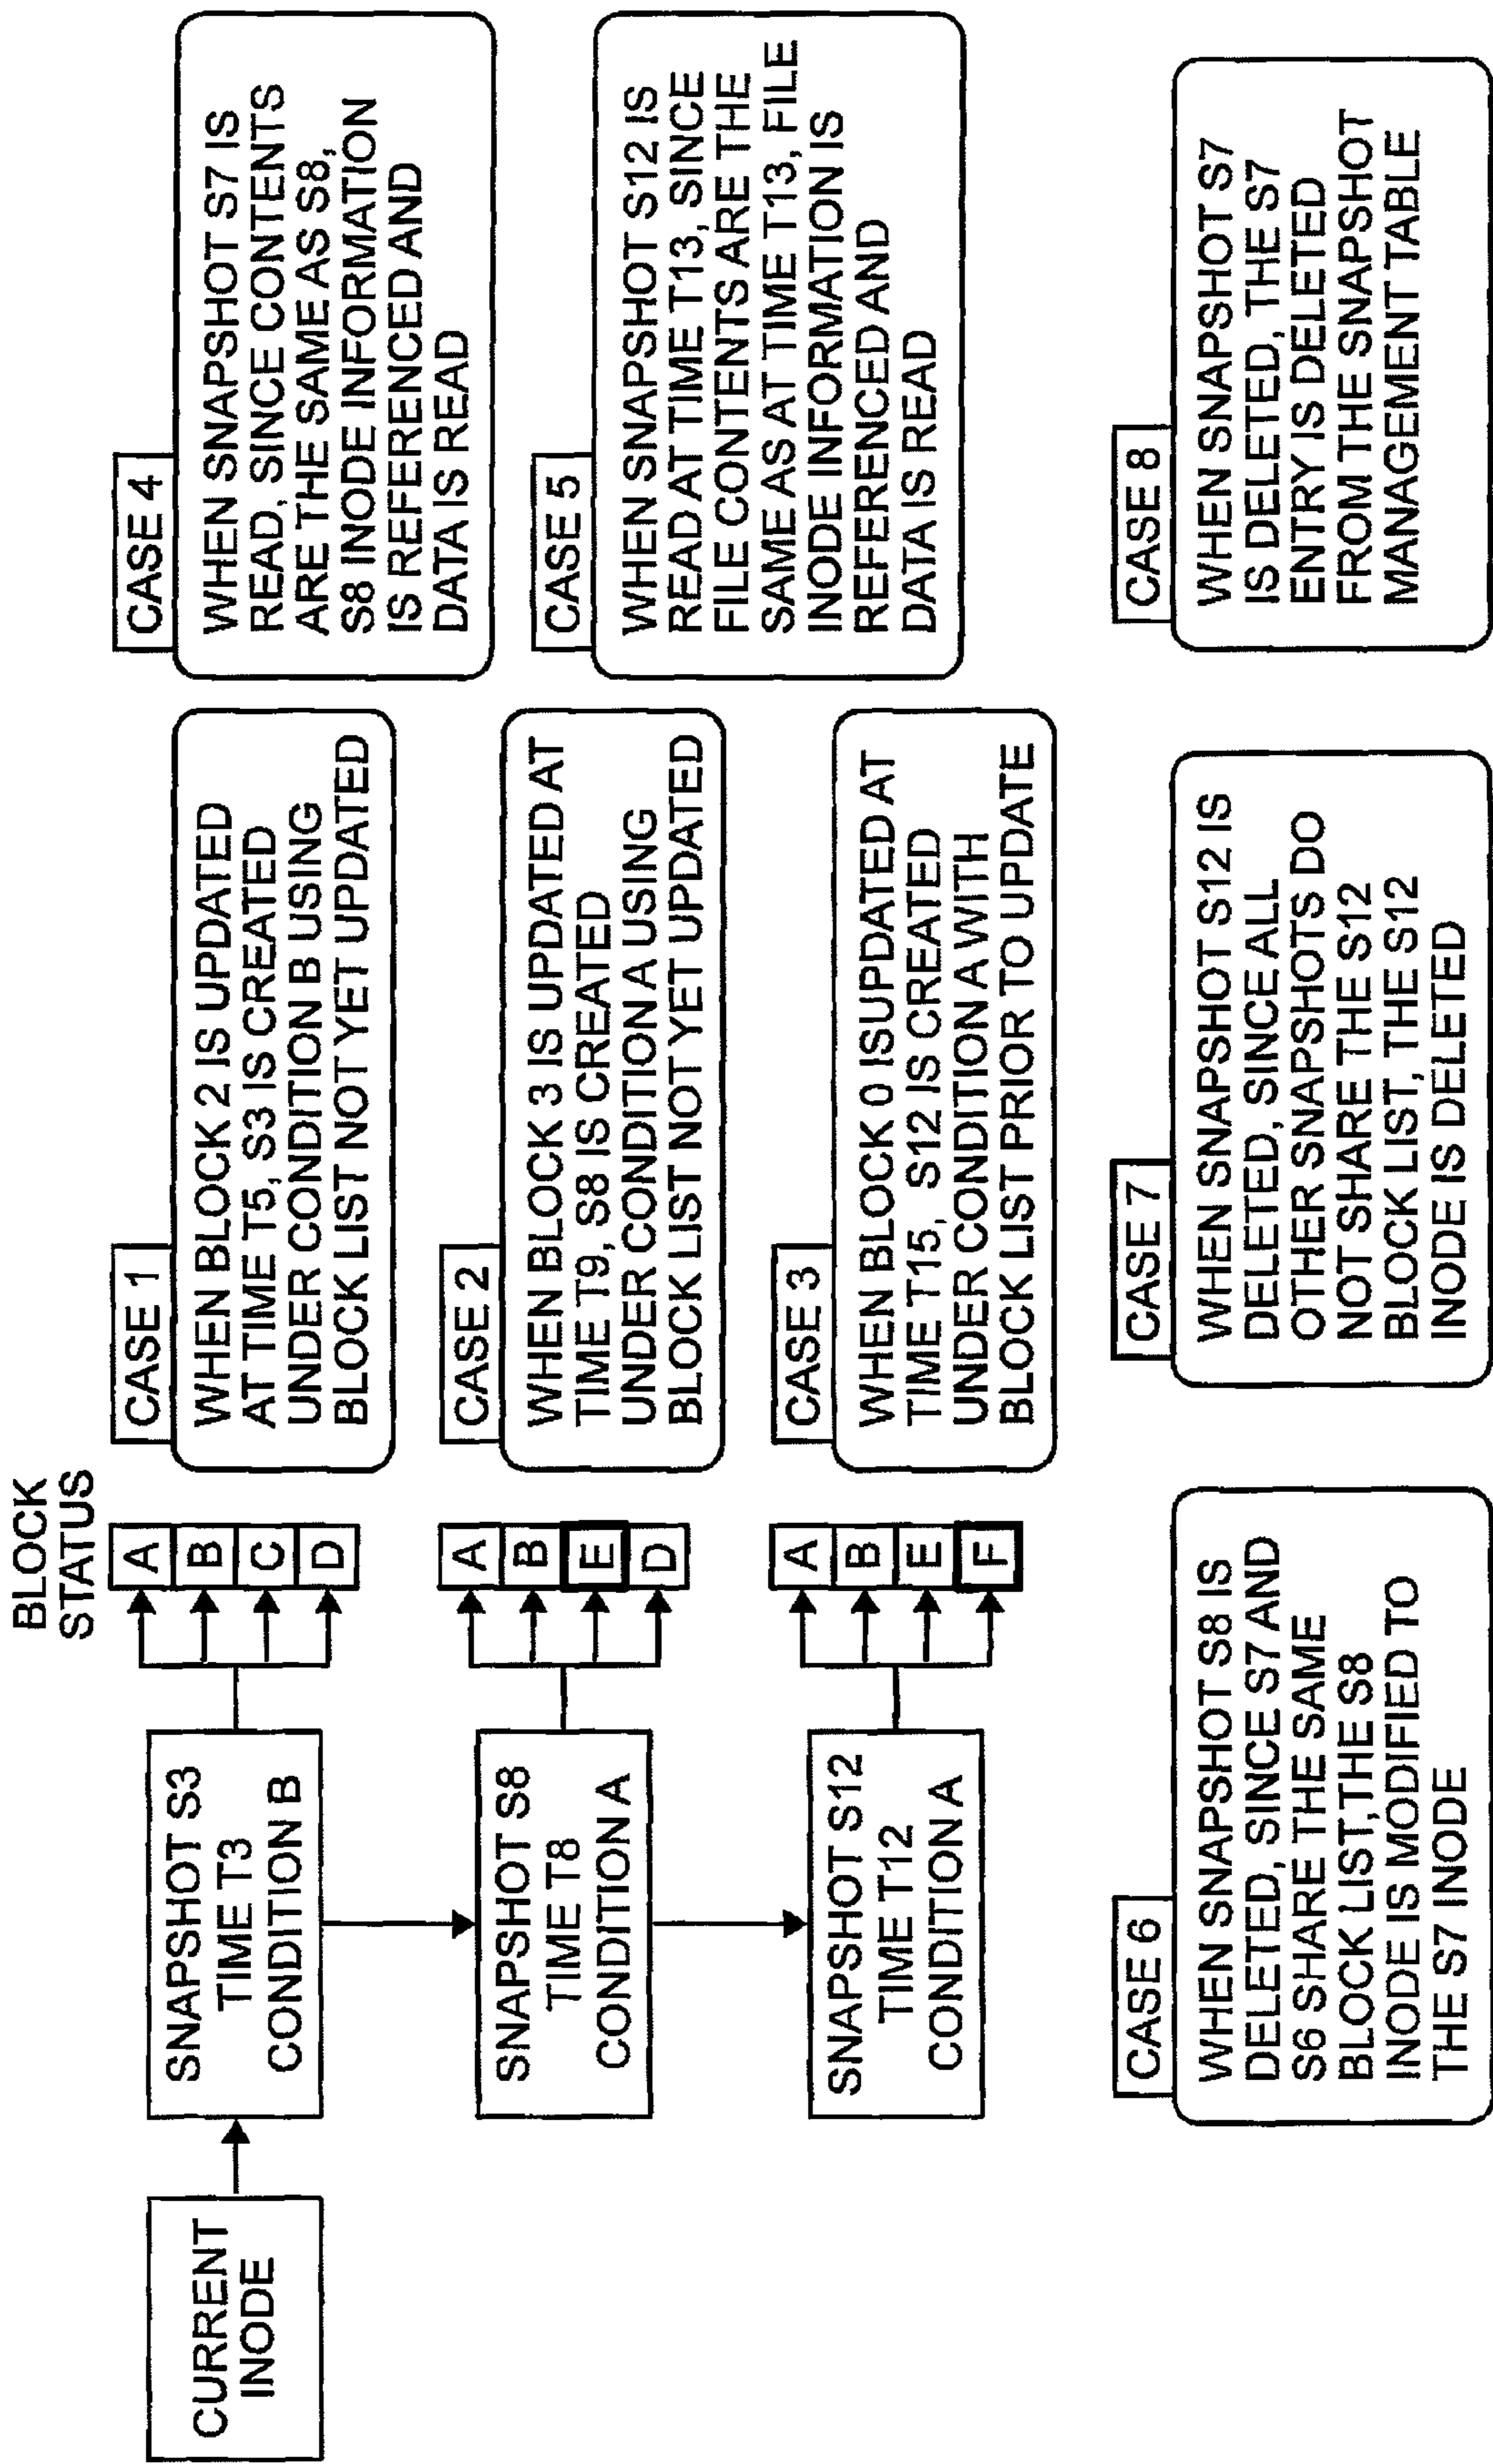 BLOCK
STATUS
CURRENT
INODE
SNAPSHOT S3
TIME T3
CONDITION B
A
B
C
D
CASE 1
WHEN BLOCK 2 IS UPDATED
AT TIME T5, S3 IS CREATED
UNDER CONDITION B USING
BLOCK LIST NOT YET UPDATED
CASE 4
WHEN SNAPSHOT S7 IS
READ, SINCE CONTENTS
ARE THE SAME AS S8,
S8 INODE INFORMATION
IS REFERENCED AND
DATA IS READ
SNAPSHOT S8
TIME T8
CONDITION A
A
B
E
D
CASE 2
WHEN BLOCK 3 IS UPDATED AT
TIME T9, S8 IS CREATED
UNDER CONDITION A USING
BLOCK LIST NOT YET UPDATED
CASE 5
WHEN SNAPSHOT S12 IS
READ AT TIME T13, SINCE
FILE CONTENTS ARE THE
SAME AS AT TIME T13, FILE
INODE INFORMATION IS
REFERENCED AND
DATA IS READ
SNAPSHOT S12
TIME T12
CONDITION A
A
B
E
F
CASE 3
WHEN BLOCK 0 ISUPDATED AT
TIME T15, S12 IS CREATED
UNDER CONDITION A WITH
BLOCK LIST PRIOR TO UPDATE
CASE 6
WHEN SNAPSHOT S8 IS
DELETED, SINCE S7 AND
S6 SHARE THE SAME
BLOCK LIST,THE S8
INODE IS MODIFIED TO
THE S7 INODE
CASE 7
WHEN SNAPSHOT S12 IS
DELETED, SINCE ALL
OTHER SNAPSHOTS DO
NOT SHARE THE S12
BLOCK LIST, THE S12
INODE IS DELETED
CASE 8
WHEN SNAPSHOT S7
IS DELETED, THE S7
ENTRY IS DELETED
FROM THE SNAPSHOT
MANAGEMENT TABLE